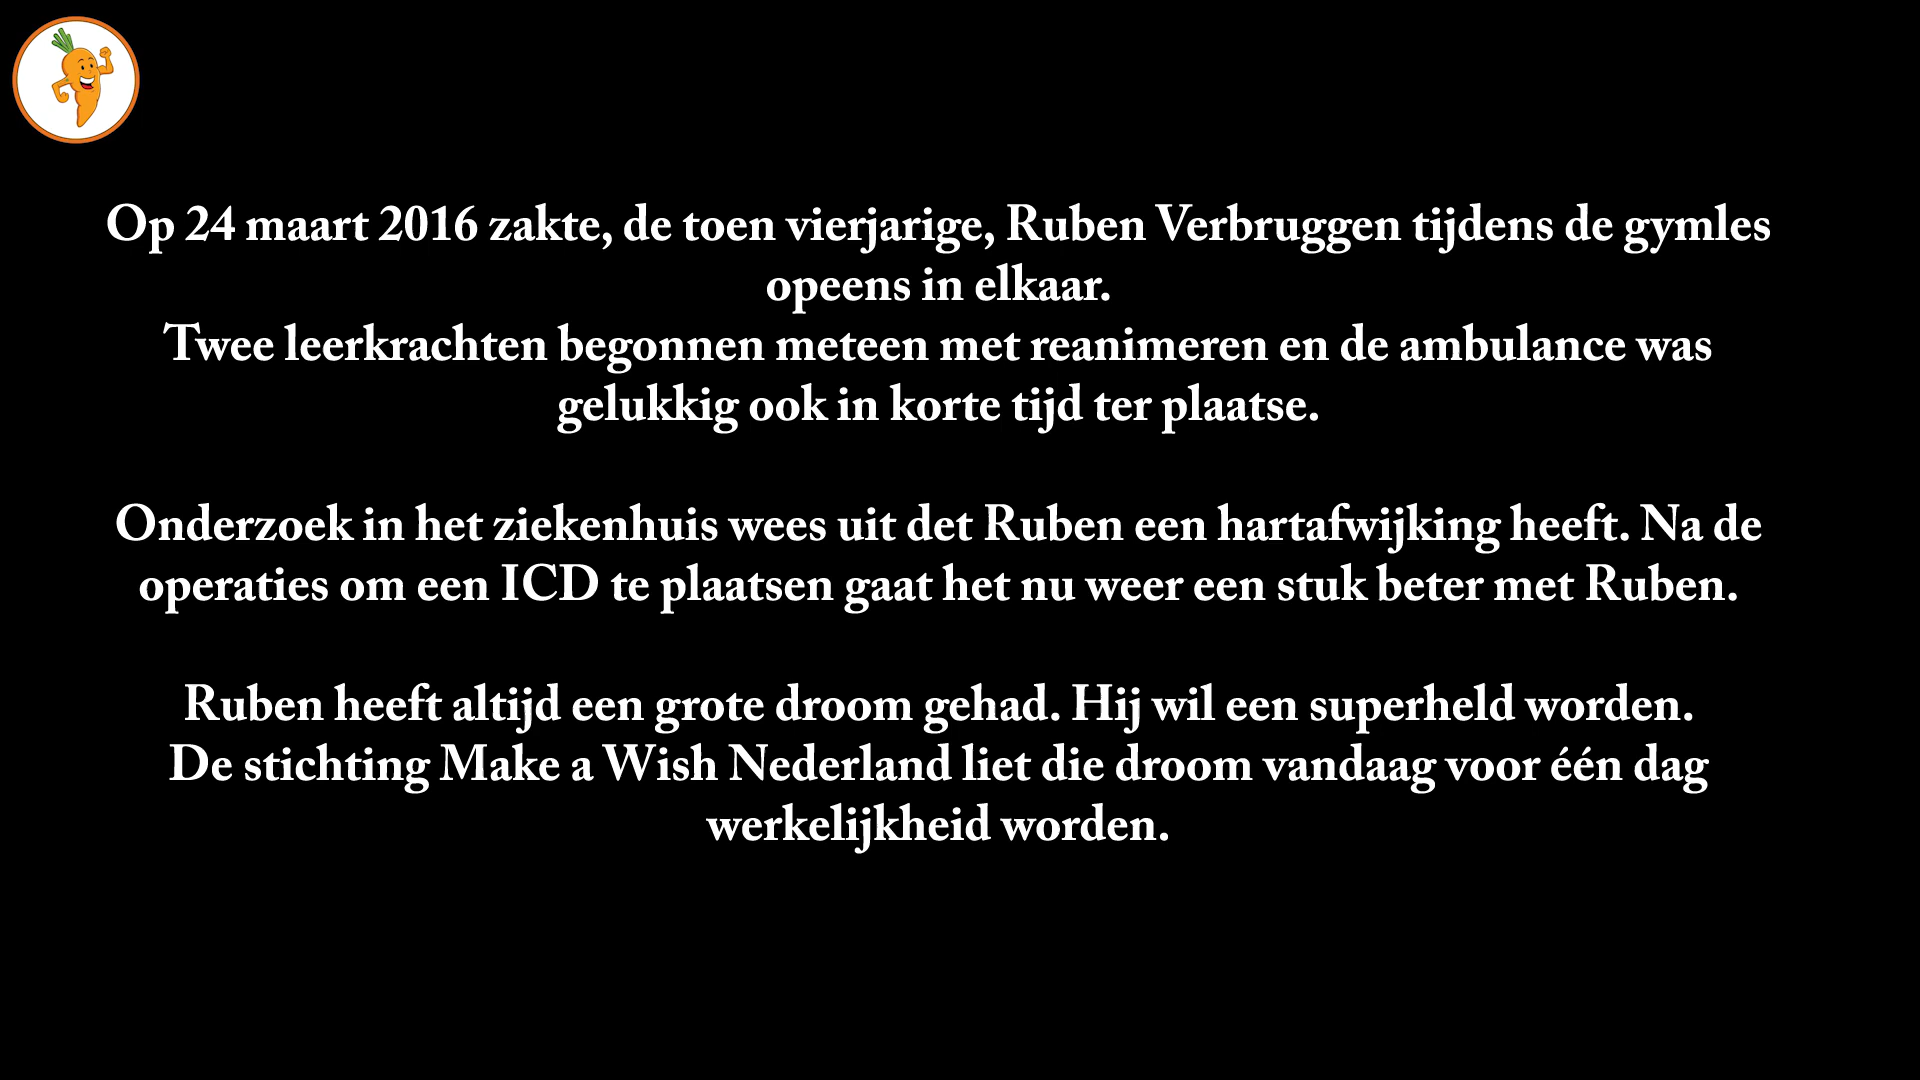 Op 24 maart 2016 zakte, de toen vierjarige, Ruben Verbruggen tijdens de gymles
opeens in elkaar.
Twee leerkrachten begonnen meteen met reanimeren en de ambulance was
gelukkig ook in korte tijd ter plaatse.
Onderzoek in het ziekenhuis wees uit det Ruben een hartafwijking heeft. Na de
operaties om een ICD te plaatsen gaat het nu weer een stuk beter met Ruben.
Ruben heeft altijd een grote droom gehad. Hij wil een superheld worden.
De stichting Make a Wish Nederland liet die droom vandaag voor één dag
werkelijkheid worden.